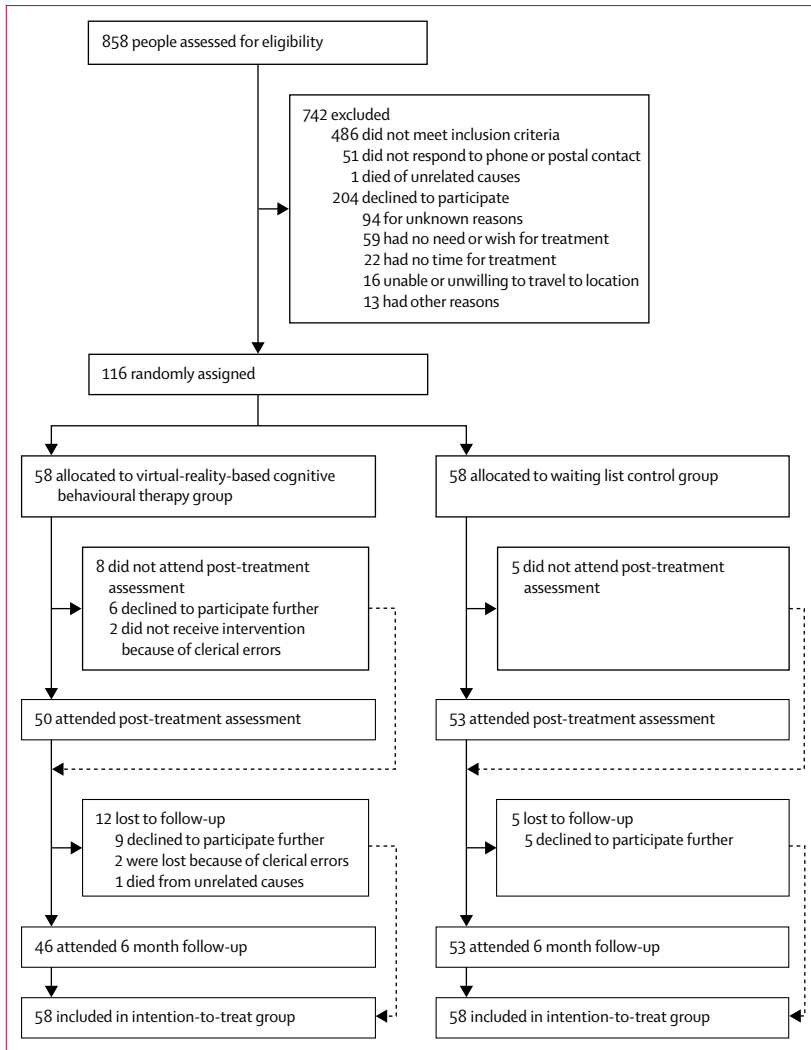 858 people assessed for eligibility
742 excluded
486 did not meet inclusion criteria
51 did not respond to phone or postal contact
1 died of unrelated causes
204 declined to participate
94 for unknown reasons
59 had no need or wish for treatment
22 had no time for treatment
16 unable or unwilling to travel to location
13 had other reasons
116 randomly assigned
58 allocated to virtual-reality-based cognitive
behavioural therapy group
58 allocated to waiting list control group
8 did not attend post-treatment
assessment
6 declined to participate further
2 did not receive intervention
because of clerical errors
5 did not attend post-treatment
assessment
50 attended post-treatment assessment
53 attended post-treatment assessment
12 lost to follow-up
9 declined to participate further
2 were lost because of clerical errors
1 died from unrelated causes
5 lost to follow-up
5 declined to participate further
46 attended 6 month follow-up
53 attended 6 month follow-up
58 included in intention-to-treat group
58 included in intention-to-treat group